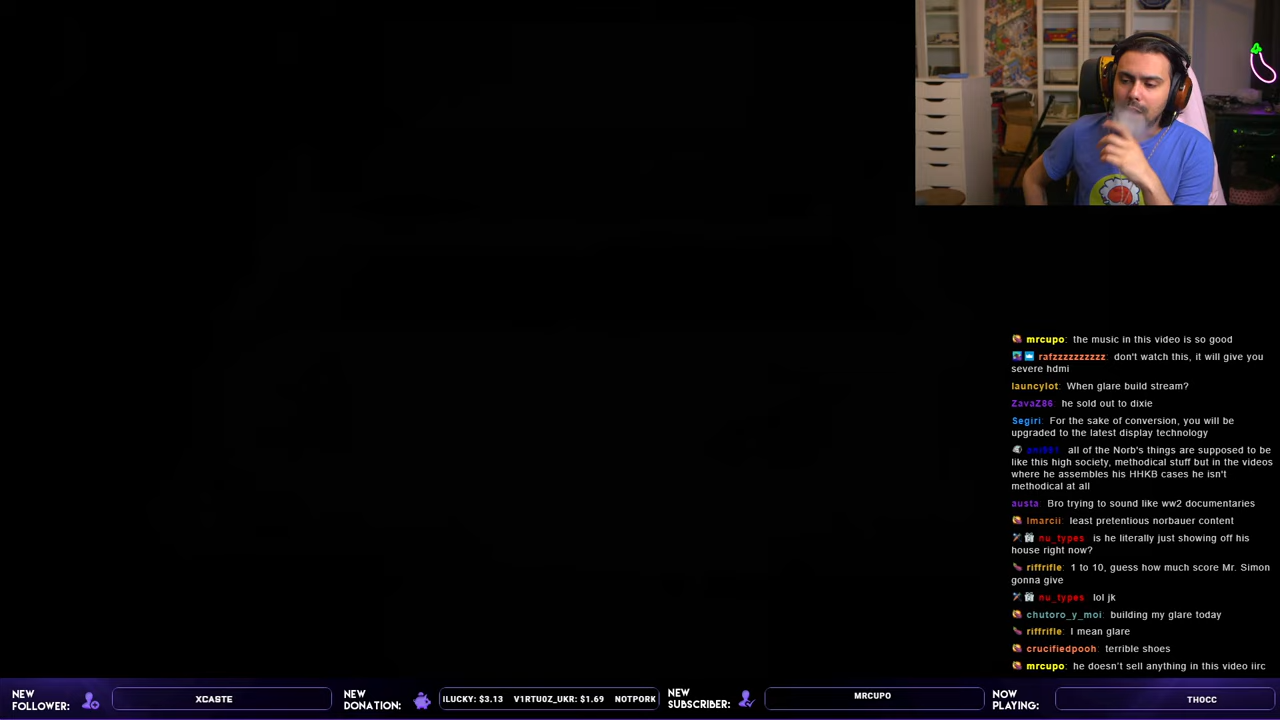 mrcupo: the music in this video is so good
rafzzzzzzzzzz: don't watch this, it will give you
severe hdmi
launcylot: When glare build stream?
ZavaZ86: he sold out to dixie
Segiri: For the sake of conversion, you will be
upgraded to the latest display technology
all of the Norb's things are supposed to be
like this high society, methodical stuff but in the videos
where he assembles his HHKB cases he isn't
methodical at all
austa: Bro trying to sound like ww2 documentaries
lmarcii: least pretentious norbauer content
nu_types: is he literally just showing off his
house right now?
riffrifle: 1 to 10, guess how much score Mr. Simon
gonna give
nu_types: lol jk
chutoro_y_moi: building my glare today
riffrifle: I mean glare
crucifiedpooh: terrible shoes
mrcupo: he doesn't sell anything in this video iirc
NEW
FOLLOWER:
XCASTE
NEW
DONATION:
ILUCKY: $3.13 V1RTU0Z_UKR: $1.69 NOTPORK
NEW
SUBSCRIBER:
MRCUPO
NOW
PLAYING:
THOCC